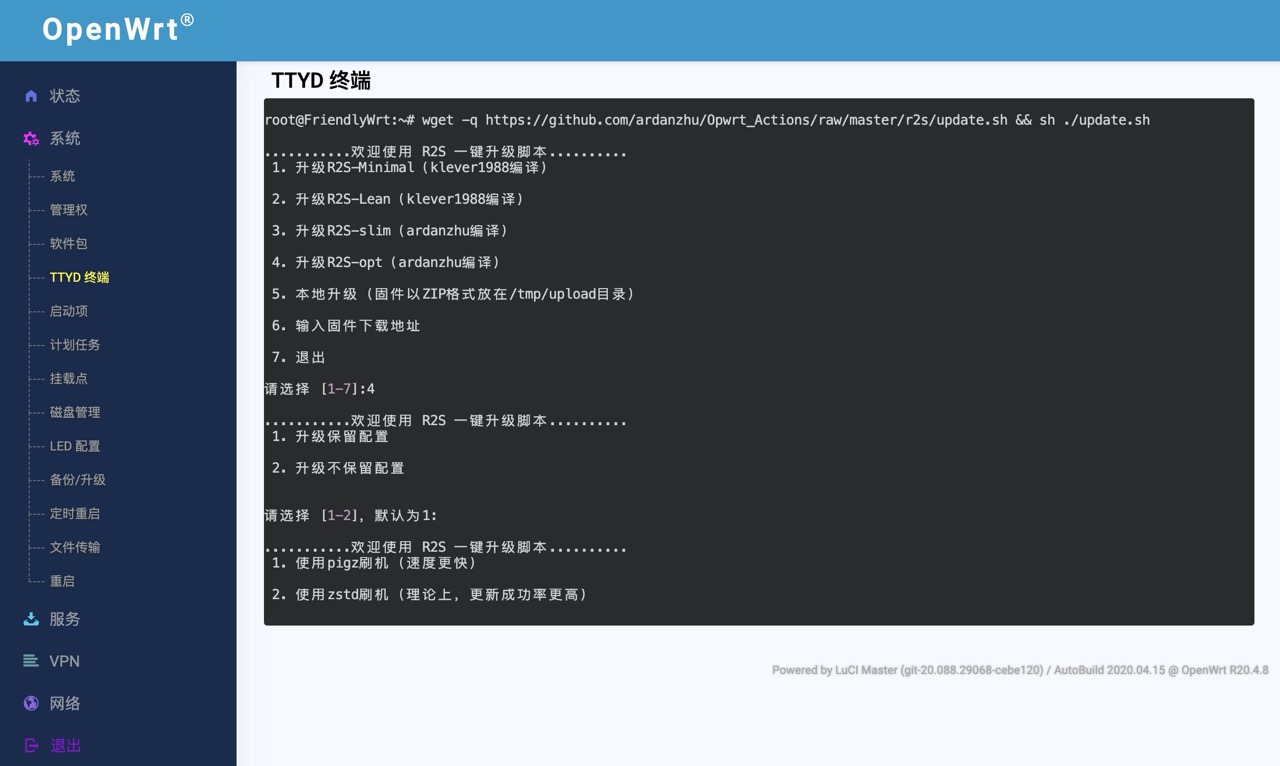 OpenWrt®
状态
系统
系统
管理权
软件包
TTYD 终端
启动项
计划任务
挂载点
磁盘管理
LED 配置
备份/升级
定时重启
文件传输
重启
服务
VPN
网络
退出
TTYD 终端
root@FriendlyWrt:~# wget -q https://github.com/ardanzhu/Opwrt_Actions/raw/master/r2s/update.sh && sh ./update.sh
...........欢迎使用 R2S 一键升级脚本..........
1. 升级R2S-Minimal（klever1988编译）
2. 升级R2S-Lean（klever1988编译）
3. 升级R2S-slim（ardanzhu编译）
4. 升级R2S-opt（ardanzhu编译）
5. 本地升级（固件以ZIP格式放在/tmp/upload目录）
6. 输入固件下载地址
7. 退出
请选择 [1-7]:4
...........欢迎使用 R2S 一键升级脚本..........
1. 升级保留配置
2. 升级不保留配置
请选择 [1-2]，默认为1:
...........欢迎使用 R2S 一键升级脚本..........
1. 使用pigz刷机（速度更快）
2. 使用zstd刷机（理论上，更新成功率更高）
Powered by LuCI Master (git-20.088.29068-cebe120) / AutoBuild 2020.04.15 @ OpenWrt R20.4.8